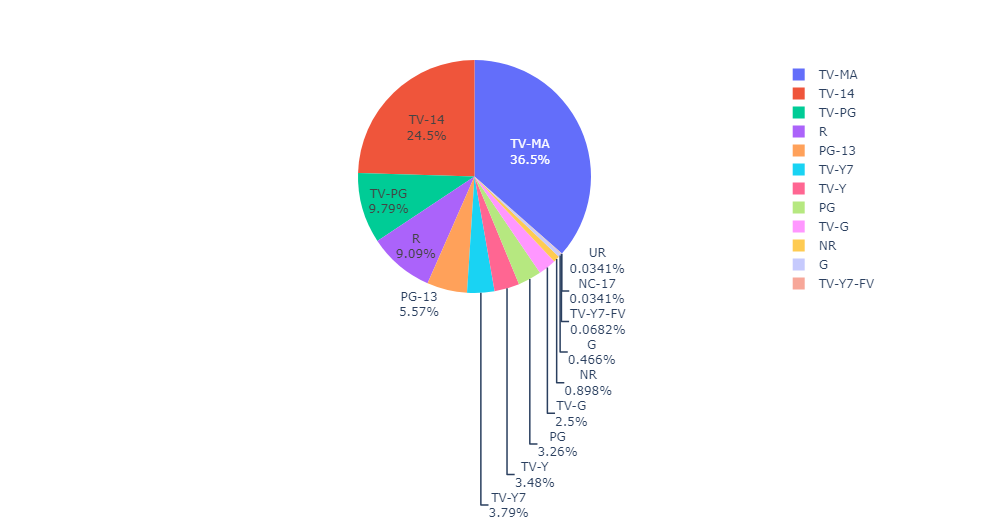 TV-MA
36.5%
TV-14
24.5%
TV-PG
9.79%
R
9.09%
PG-13
5.57%
UR
0.0341%
NC-17
0.0341%
TV-Y7-FV
0.0682%
G
0.466%
NR
0.898%
TV-G
2.5%
PG
3.26%
TV-Y
3.48%
TV-Y7
3.79%
TV-MA
TV-14
TV-PG
R
PG-13
TV-Y7
TV-Y
PG
TV-G
NR
G
TV-Y7-FV